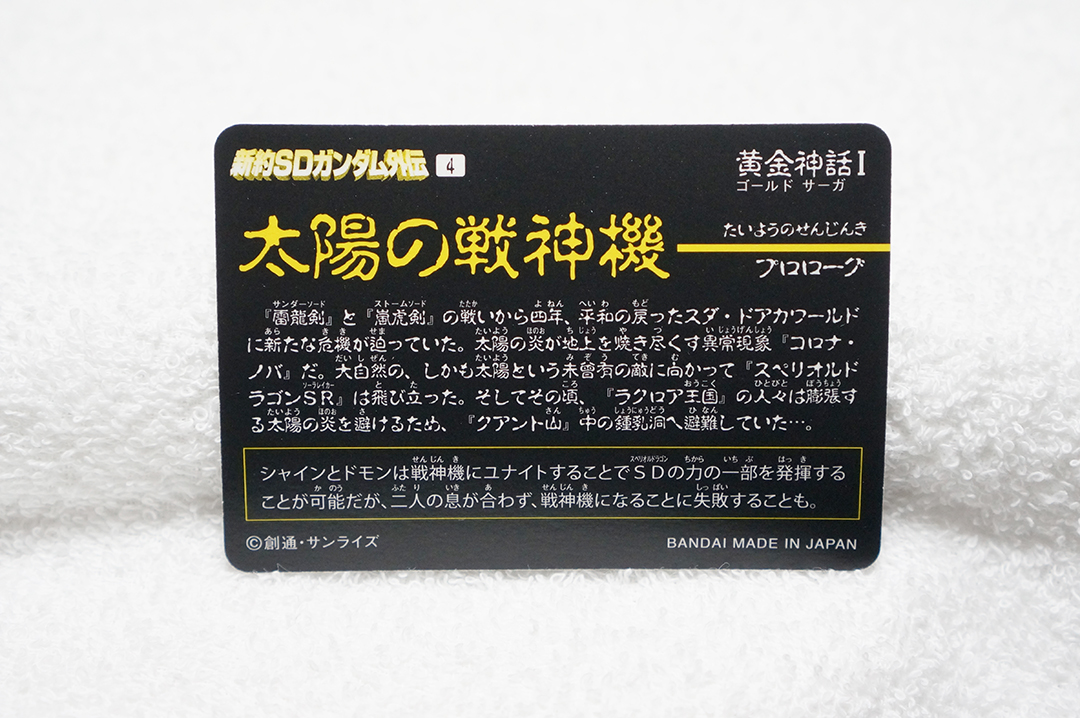 新約SDガンダム外伝 4
黄金神話I
ゴールド サーガ
太陽の戦神機
たいようのせんじんき
プロローグ
『雷龍剣』と『嵐虎剣』の戦いから四年、平和の戻ったスダ・ドアカワールド
に新たな危機が迫っていた。太陽の炎が地上を焼き尽くす異常現象『コロナ・
ノバ』だ。大自然の、しかも太陽という未曾有の敵に向かって『スペリオルド
ラゴンSR』は飛び立った。そしてその頃、『ラクロア王国』の人々は膨張す
る太陽の炎を避けるため、『クアント山』中の鍾乳洞へ避難していた…。
シャインとドモンは戦神機にユナイトすることでSDの力の一部を発揮する
ことが可能だが、二人の息が合わず、戦神機になることに失敗することも。
©創通・サンライズ
BANDAI MADE IN JAPAN